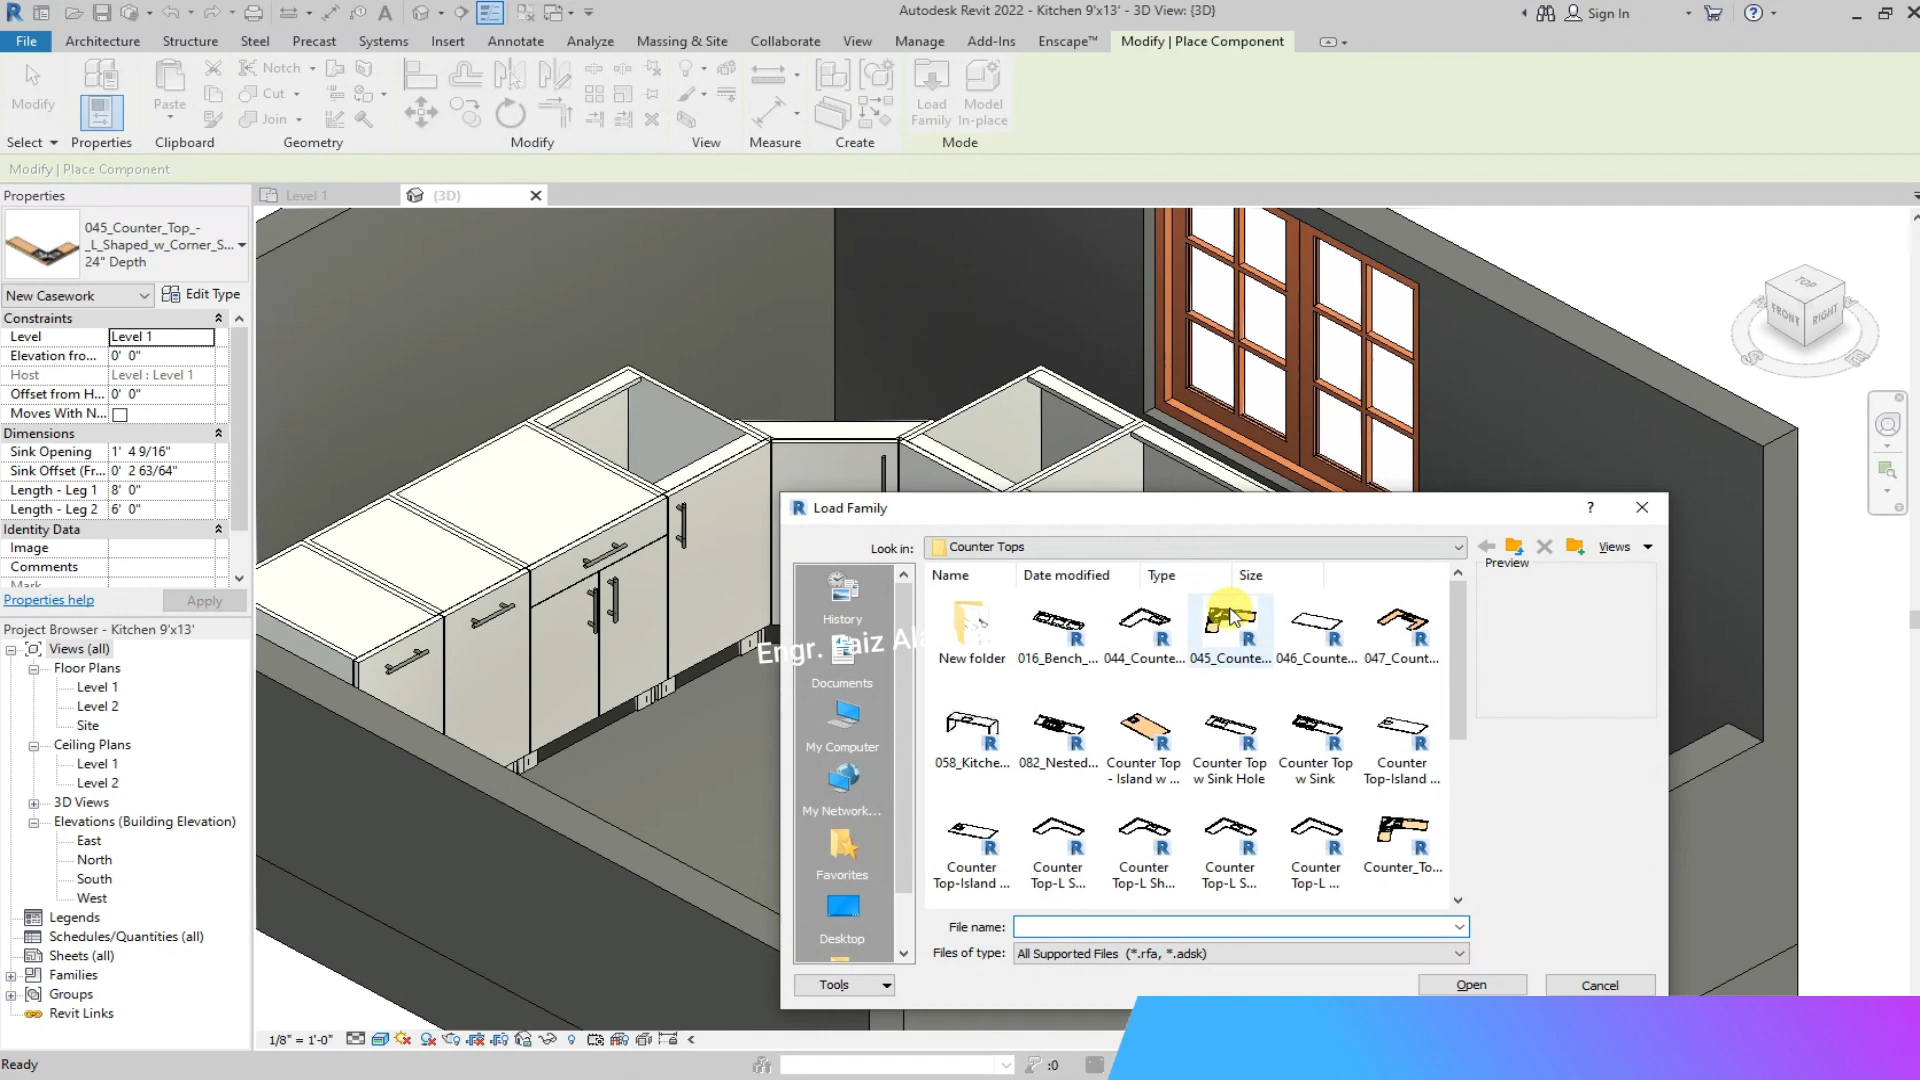 Autodesk Revit 2022 - Kitchen 9'x13' - 3D View: {3D}
Sign In
File Architecture Structure Steel Precast Systems Insert Annotate Analyze Massing & Site Collaborate View Manage Add-Ins Enscape™ Modify | Place Component
Modify
Paste
Notch
Cut
Join
Load Family
Model In-place
Select Properties Clipboard Geometry Modify View Measure Create Mode
Modify | Place Component
Properties
Level 1
(3D)
045_Counter_Top_-
_L_Shaped_w_Corner_S...
24" Depth
New Casework
Edit Type
Constraints
Level Level 1
Elevation fro... 0' 0"
Host Level : Level 1
Offset from H... 0' 0"
Moves With N...
Dimensions
Sink Opening 1' 4 9/16"
Sink Offset (Fr... 0' 2 63/64"
Length - Leg 1 8' 0"
Length - Leg 2 6' 0"
Identity Data
Image
Comments
Mark
Properties help
Apply
Project Browser - Kitchen 9'x13'
Views (all)
Floor Plans
Level 1
Level 2
Site
Ceiling Plans
Level 1
Level 2
3D Views
Elevations (Building Elevation)
East
North
South
West
Legends
Schedules/Quantities (all)
Sheets (all)
Families
Groups
Revit Links
TOP
FRONT
RIGHT
S
E
Load Family
?
Look in: Counter Tops
Views
Preview
Name Date modified Type Size
History
Documents
My Computer
My Network...
Favorites
Desktop
New folder
016_Bench_...
044_Counte...
045_Counte...
046_Counte...
047_Count...
058_Kitche...
082_Nested...
Counter Top - Island w ...
Counter Top w Sink Hole
Counter Top w Sink
Counter Top-Island ...
Counter Top-Island ...
Counter Top-L S...
Counter Top-L Sh...
Counter Top-L S...
Counter Top-L ...
Counter_To...
Engr. Faiz Ala
File name:
Files of type: All Supported Files (*.rfa, *.adsk)
Tools
Open
Cancel
1/8" = 1'-0"
Ready
:0